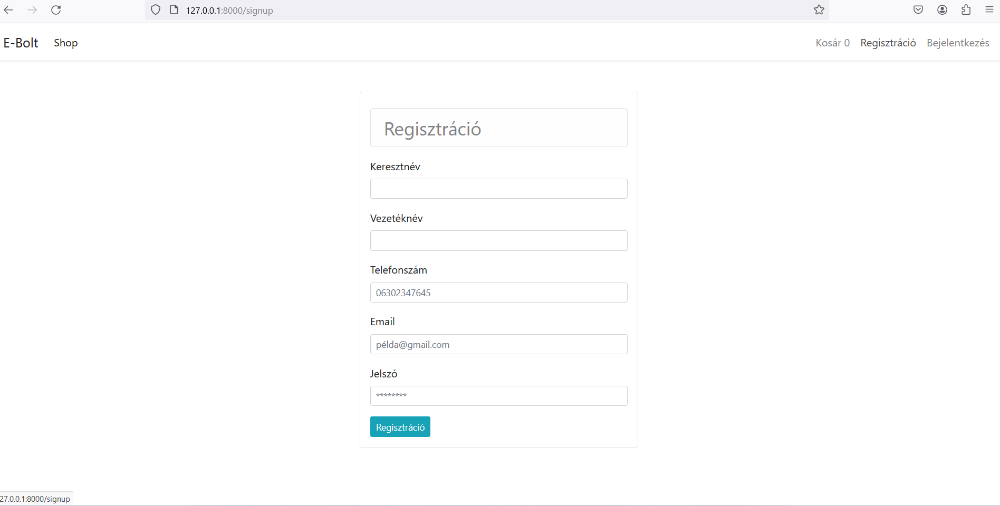 127.0.0.1:8000/signup
E-Bolt Shop Kosár 0 Regisztráció Bejelentkezés
Regisztráció
Keresztnév
Vezetéknév
Telefonszám
06302347645
Email
példa@gmail.com
Jelszó
********
Regisztráció
27.0.0.1:8000/signup